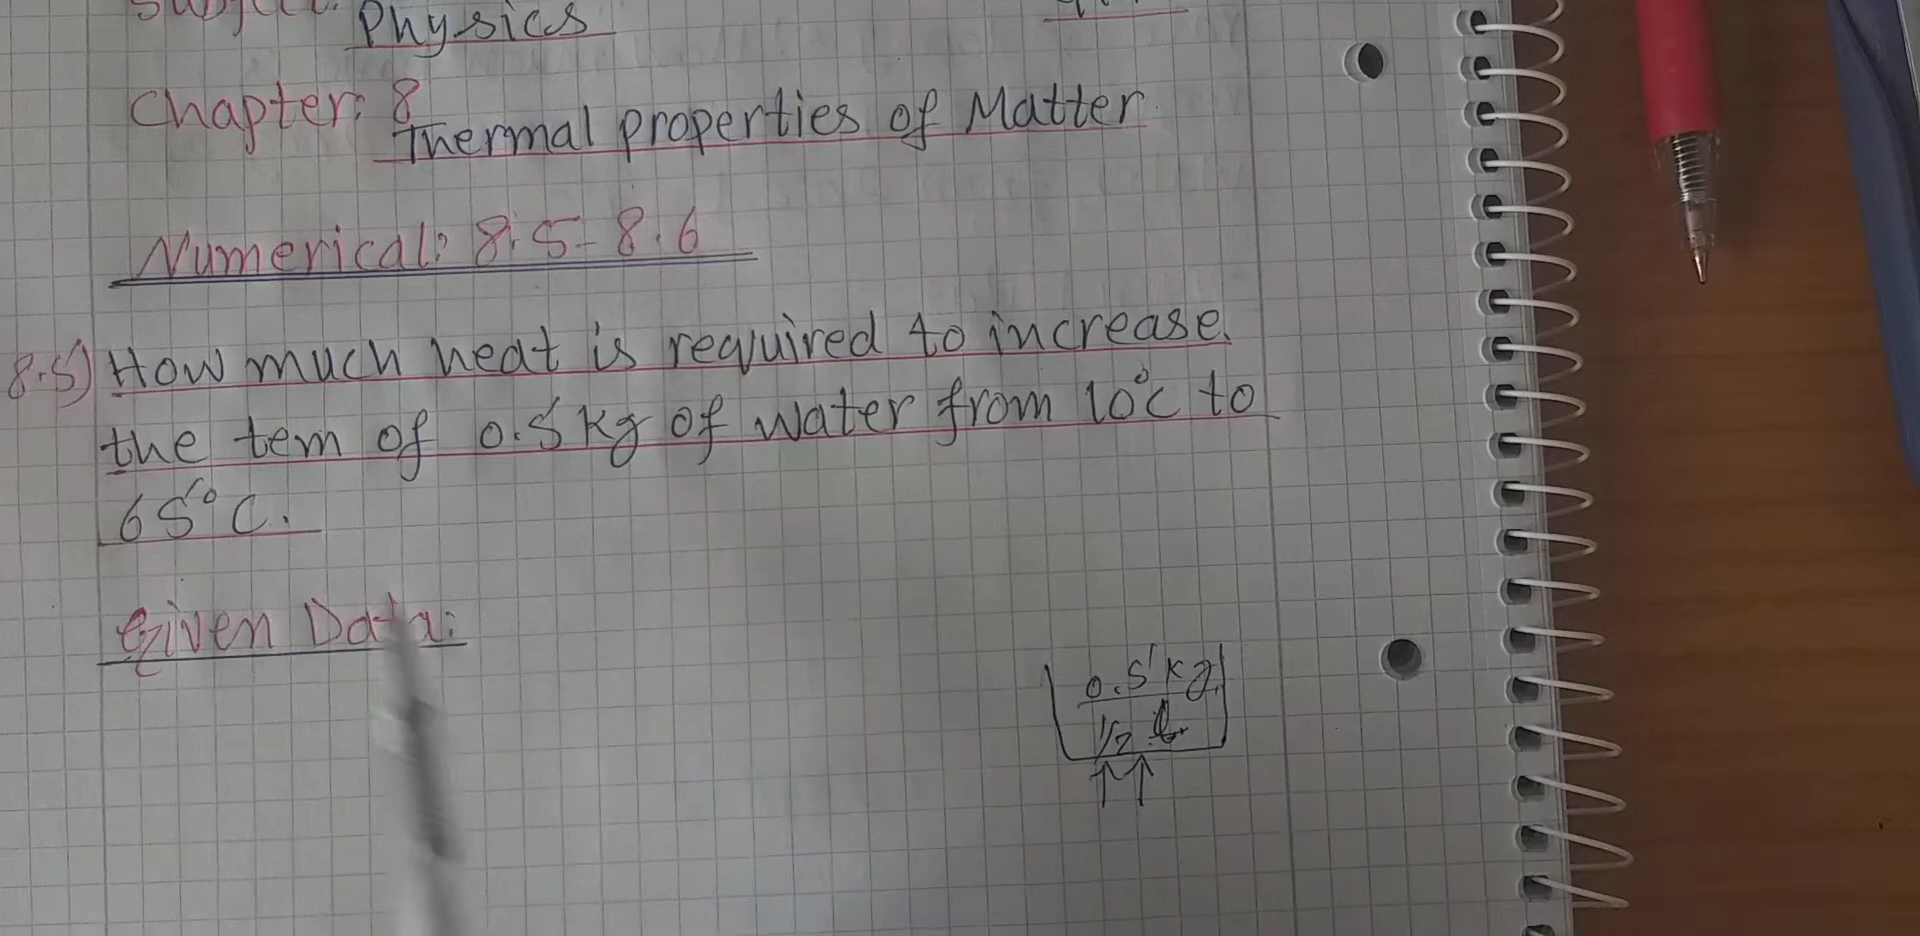 Physics
Chapter: 8
Thermal properties of Matter
Numerical: 8.5-8.6
8.5) How much heat is required to increase
the tem of 0.5kg of water from 10°C to
65°C.
Given Data:
0.5 kg
1/2 l